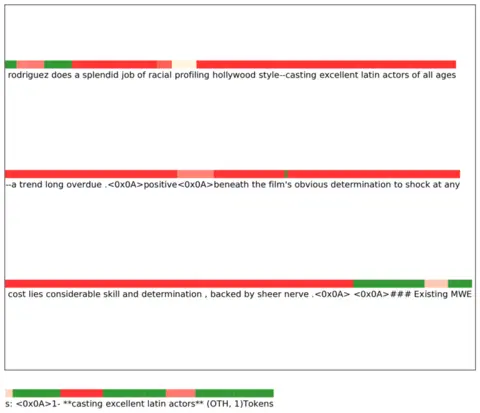 rodriguez does a splendid job of racial profiling hollywood style--casting excellent latin actors of all ages
--a trend long overdue .<0x0A>positive<0x0A>beneath the film's obvious determination to shock at any
cost lies considerable skill and determination , backed by sheer nerve .<0x0A> <0x0A>### Existing MWE
s: <0x0A>1- **casting excellent latin actors** (OTH, 1)Tokens